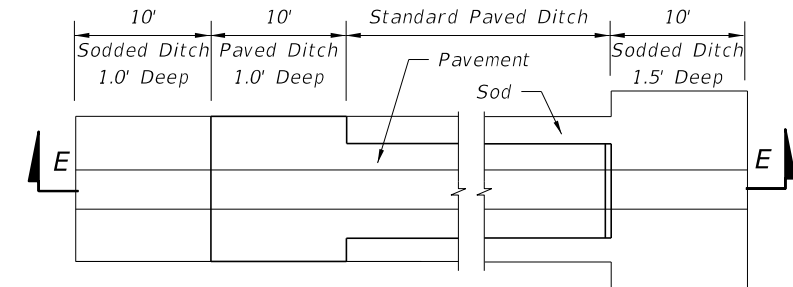 10'
10'
Standard Paved Ditch
10'
Sodded Ditch
1.0' Deep
Paved Ditch
1.0' Deep
Sodded Ditch
1.5' Deep
Pavement
Sod
E
E